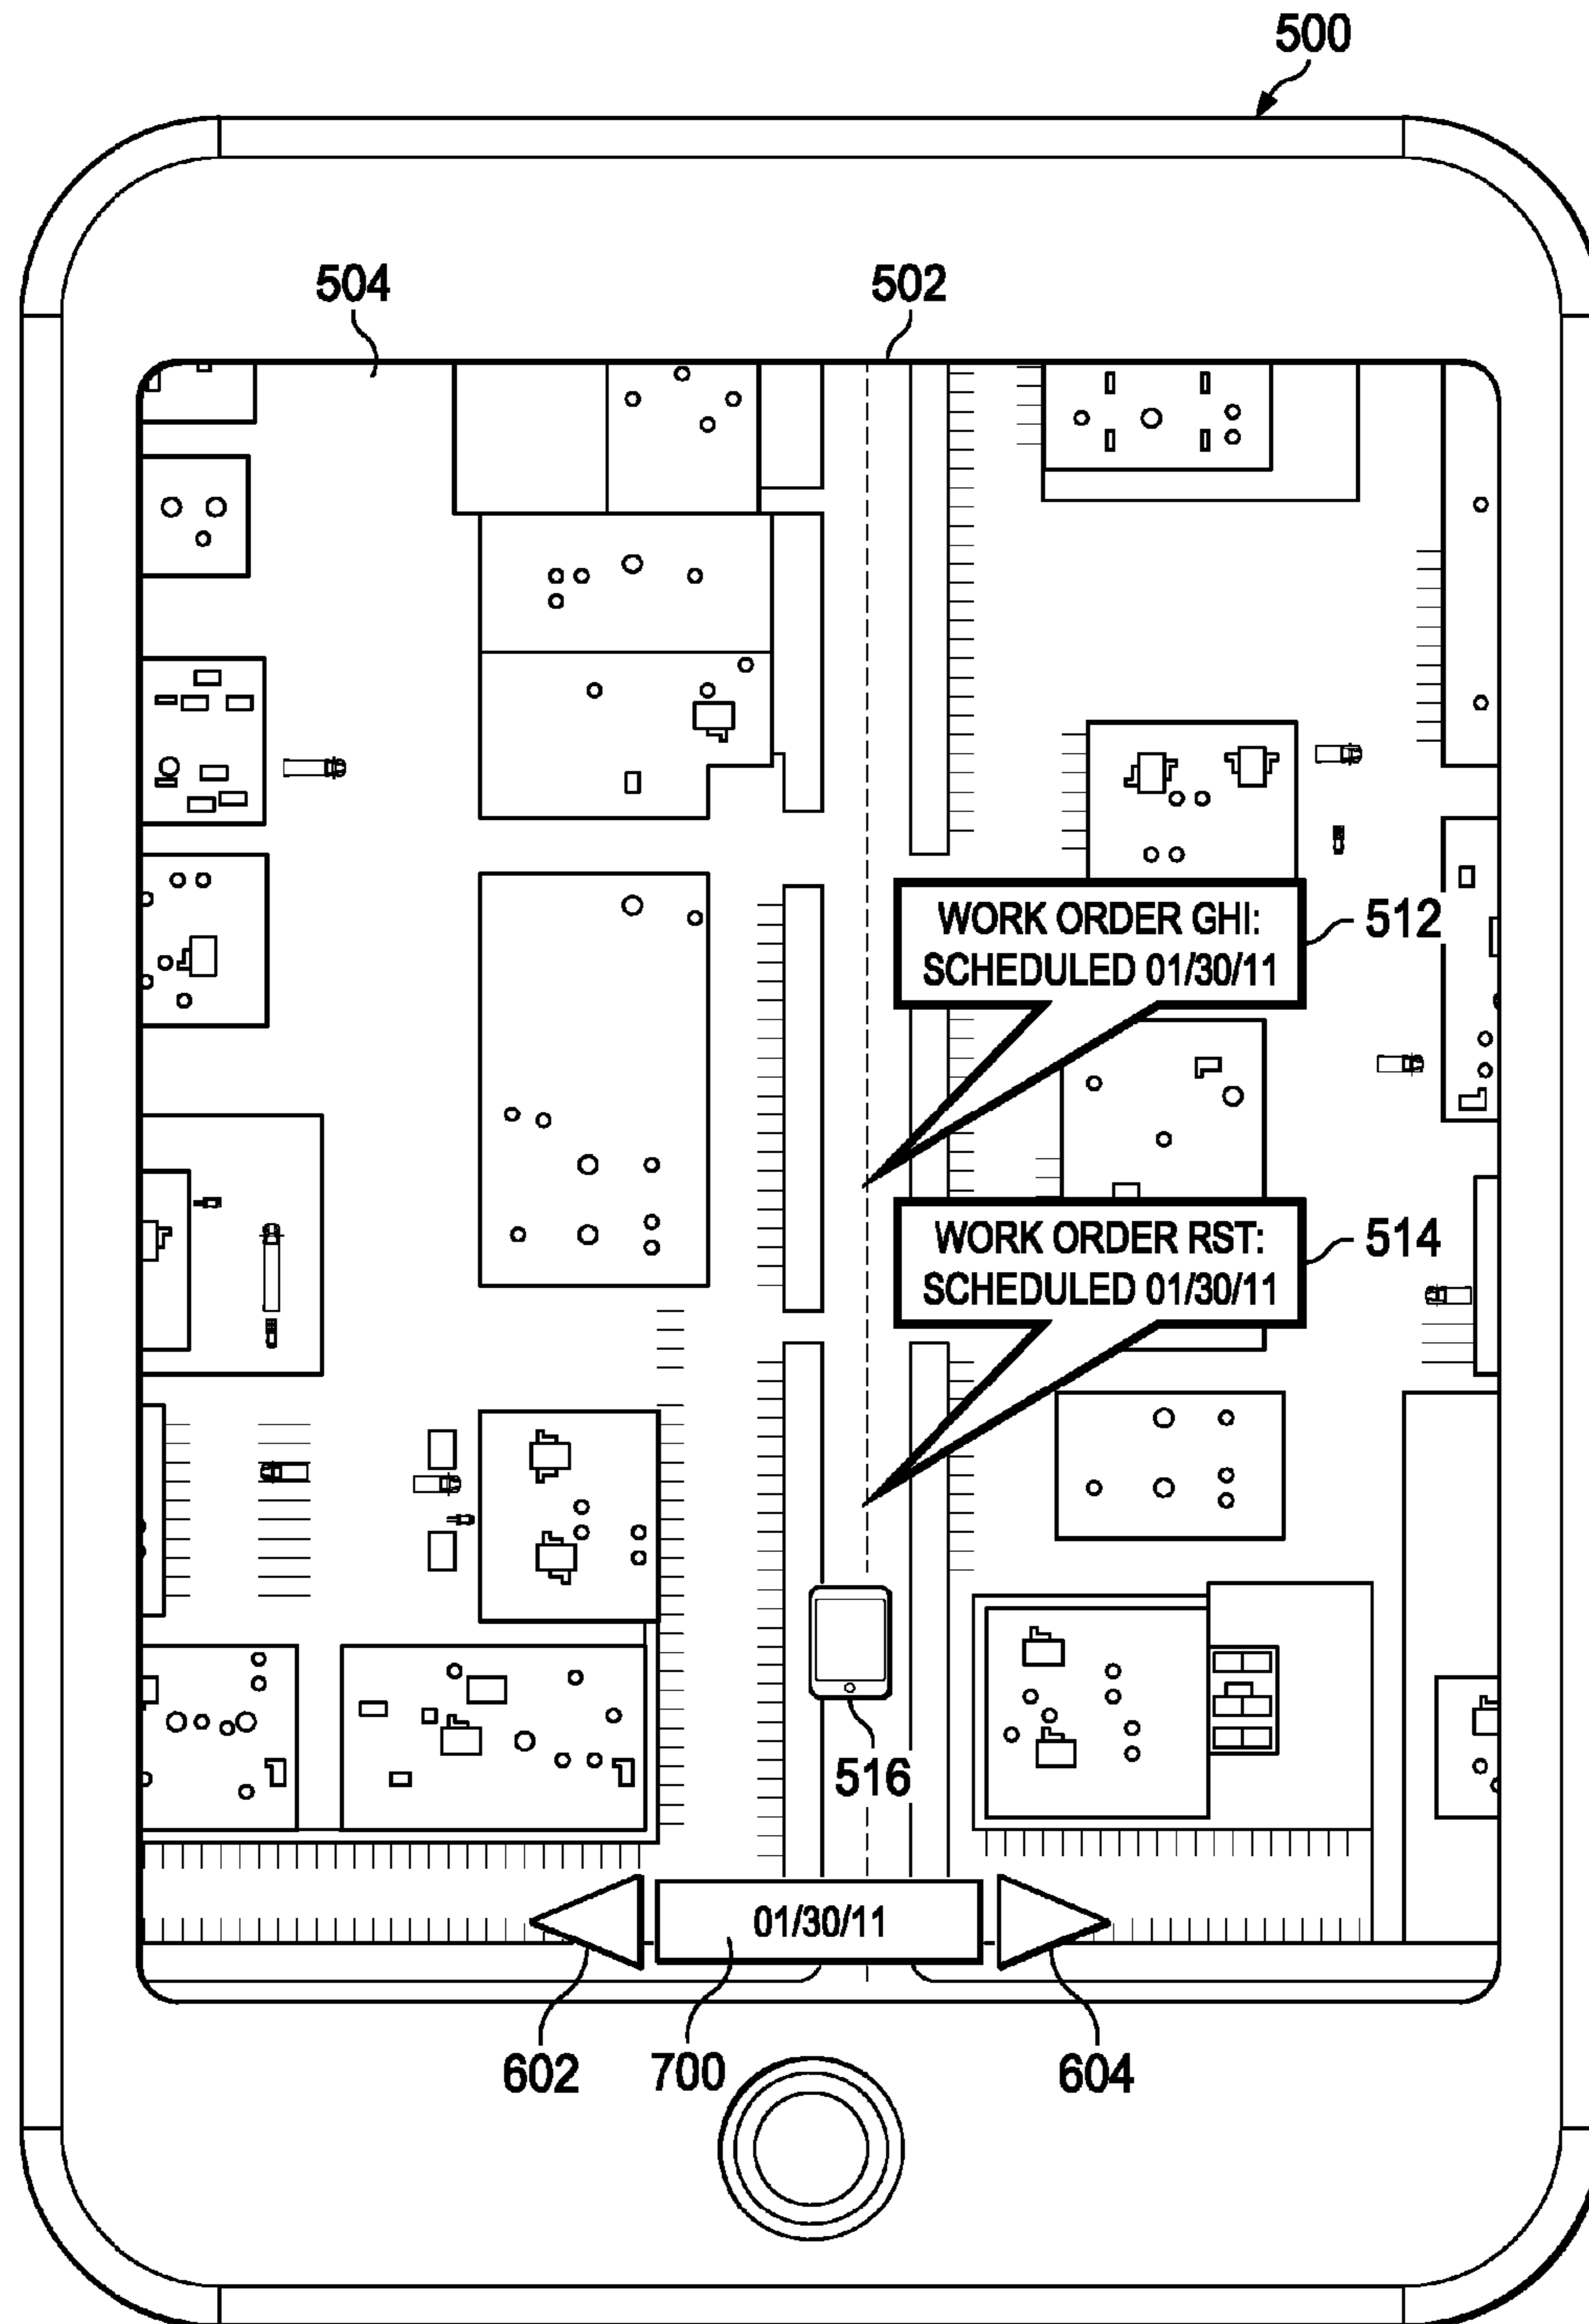 500
504
502
WORK ORDER GHI:
SCHEDULED 01/30/11
512
WORK ORDER RST:
SCHEDULED 01/30/11
514
516
01/30/11
602
700
604